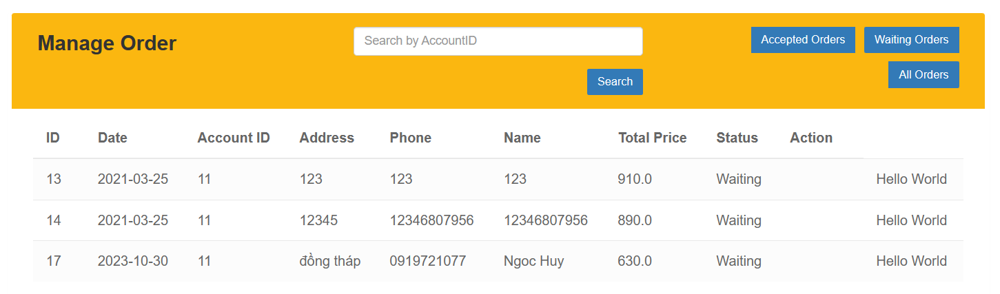 Manage Order
Search by AccountID
Search
Accepted Orders
Waiting Orders
All Orders
ID Date Account ID Address Phone Name Total Price Status Action
13 2021-03-25 11 123 123 123 910.0 Waiting Hello World
14 2021-03-25 11 12345 12346807956 12346807956 890.0 Waiting Hello World
17 2023-10-30 11 đồng tháp 0919721077 Ngoc Huy 630.0 Waiting Hello World